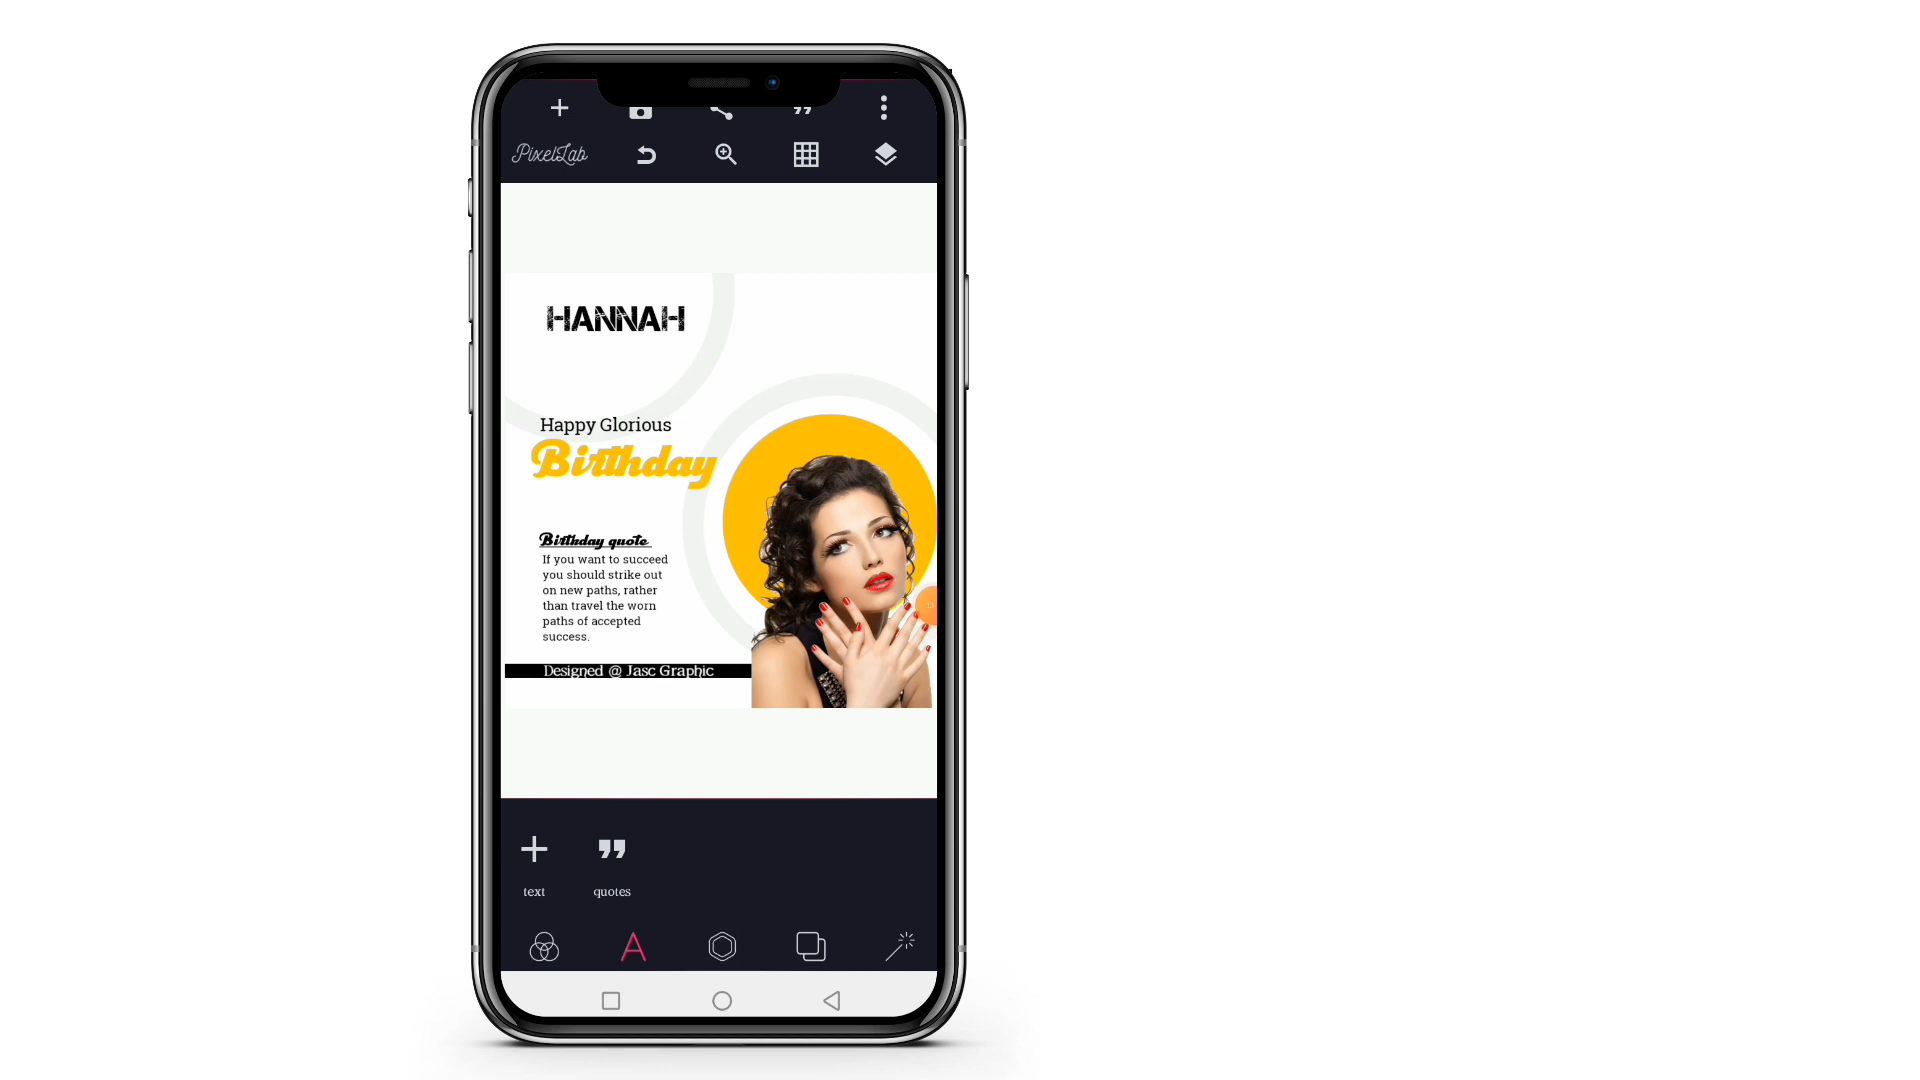 PixelLab
HANNAH
Happy Glorious
Birthday
Birthday quote
If you want to succeed
you should strike out
on new paths, rather
than travel the worn
paths of accepted
success.
Designed @ Jasc Graphic
text
quotes